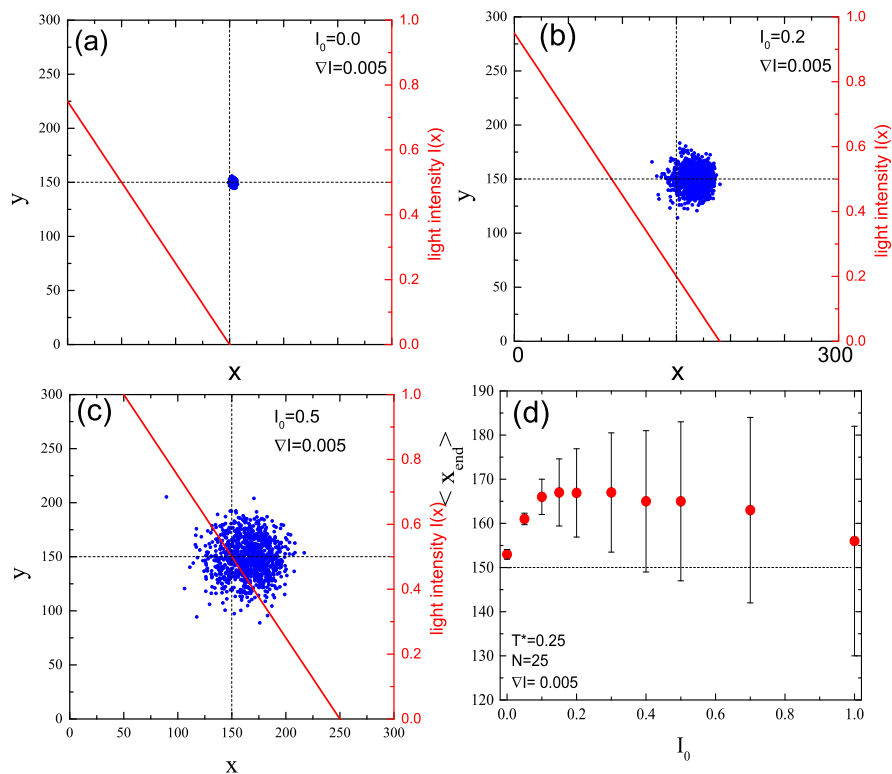 (a)
I0=0.0
∇I=0.005
300
250
200
150
100
50
0
y
x
1.0
0.8
0.6
0.4
0.2
0.0
light intensity I(x)
(b)
I0=0.2
∇I=0.005
300
250
200
150
100
50
0
y
0
x
300
1.0
0.8
0.6
0.4
0.2
0.0
light intensity I(x)
(c)
I0=0.5
∇I=0.005
300
250
200
150
100
50
0
y
0 50 100 150 200 250 300
x
1.0
0.8
0.6
0.4
0.2
0.0
light intensity I(x)
(d)
190
180
170
160
150
140
130
120
< xend >
T*=0.25
N=25
∇I= 0.005
0.0 0.2 0.4 0.6 0.8 1.0
I0